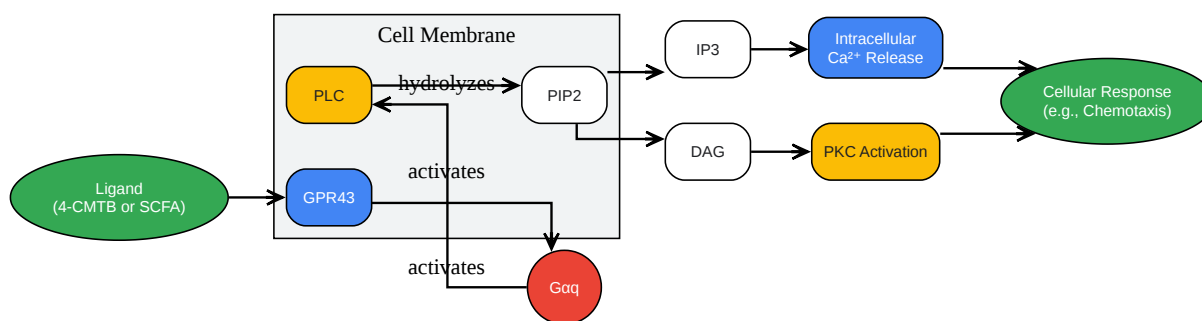 Cell Membrane
PLC
hydrolyzes
PIP2
IP3
Intracellular
Ca²⁺ Release
Cellular Response
(e.g., Chemotaxis)
DAG
PKC Activation
activates
Ligand
(4-CMTB or SCFA)
GPR43
activates
Gαq